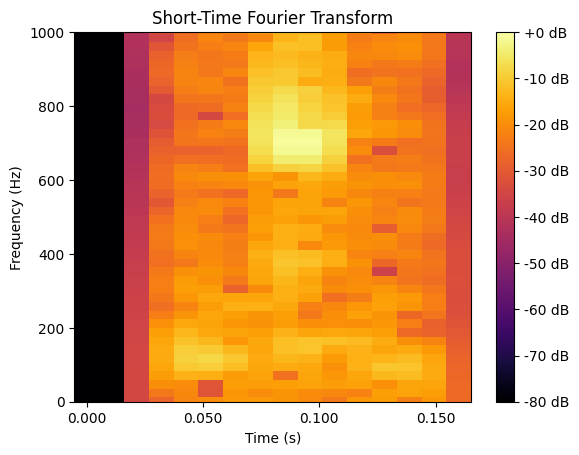 Short-Time Fourier Transform
1000
800
600
400
200
0
Frequency (Hz)
0.000
0.050
0.100
0.150
Time (s)
+0 dB
-10 dB
-20 dB
-30 dB
-40 dB
-50 dB
-60 dB
-70 dB
-80 dB